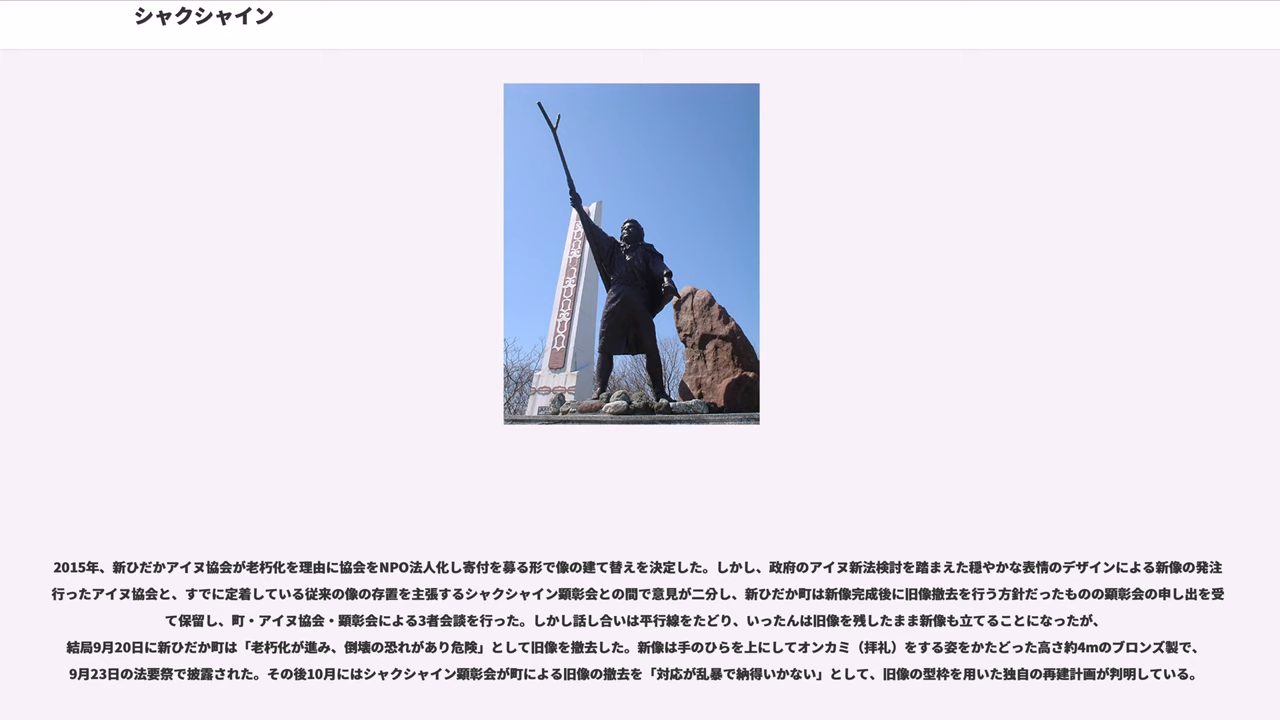 シャクシャイン
2015年、新ひだかアイヌ協会が老朽化を理由に協会をNPO法人化し寄付を募る形で像の建て替えを決定した。しかし、政府のアイヌ新法検討を踏まえた穏やかな表情のデザインによる新像の発注
行ったアイヌ協会と、すでに定着している従来の像の存置を主張するシャクシャイン顕彰会との間で意見が二分し、新ひだか町は新像完成後に旧像撤去を行う方針だったものの顕彰会の申し出を受
て保留し、町・アイヌ協会・顕彰会による3者会談を行った。しかし話し合いは平行線をたどり、いったんは旧像を残したまま新像も立てることになったが、
結局9月20日に新ひだか町は「老朽化が進み、倒壊の恐れがあり危険」として旧像を撤去した。新像は手のひらを上にしてオンカミ（拝礼）をする姿をかたどった高さ約4mのブロンズ製で、
9月23日の法要祭で披露された。その後10月にはシャクシャイン顕彰会が町による旧像の撤去を「対応が乱暴で納得いかない」として、旧像の型枠を用いた独自の再建計画が判明している。